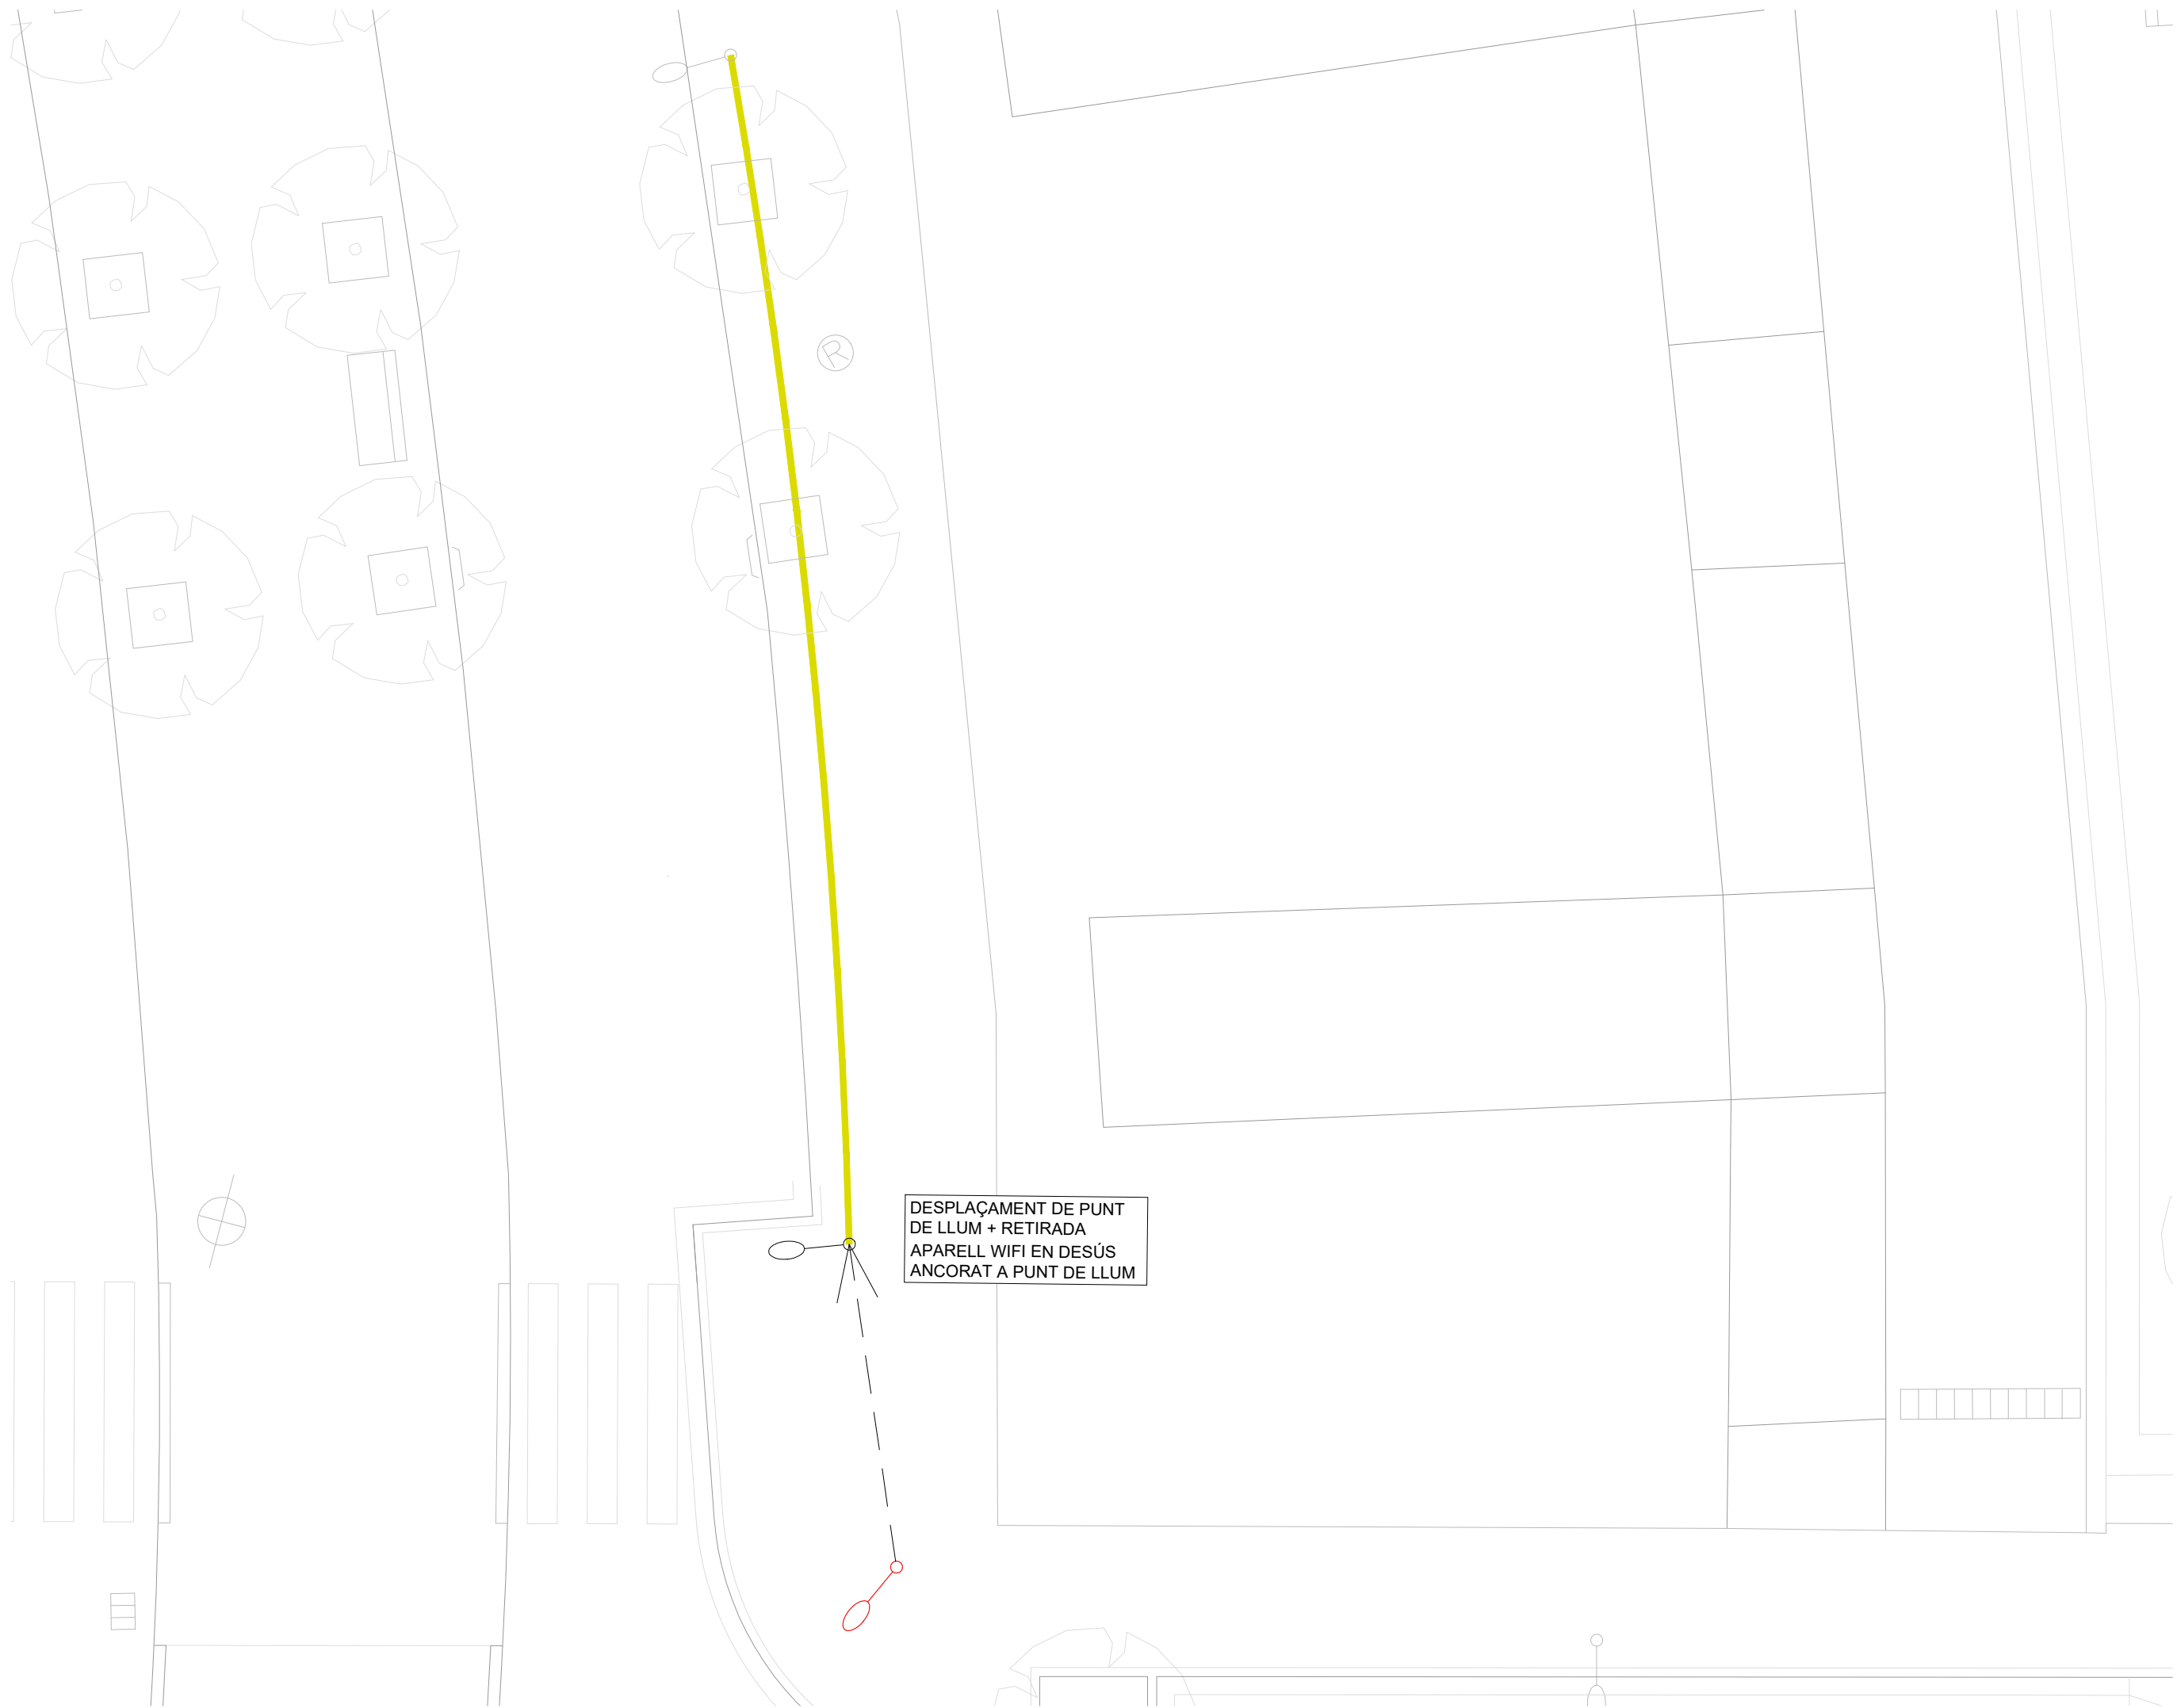 R
DESPLAÇAMENT DE PUNT
DE LLUM + RETIRADA
APARELL WIFI EN DESÚS
ANCORAT A PUNT DE LLUM